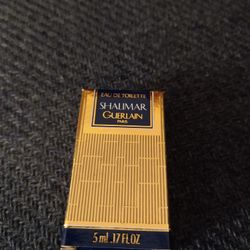 EAU DE TOILETTE
SHALIMAR
GUERLAIN
PARIS
5 ml .17 FL OZ